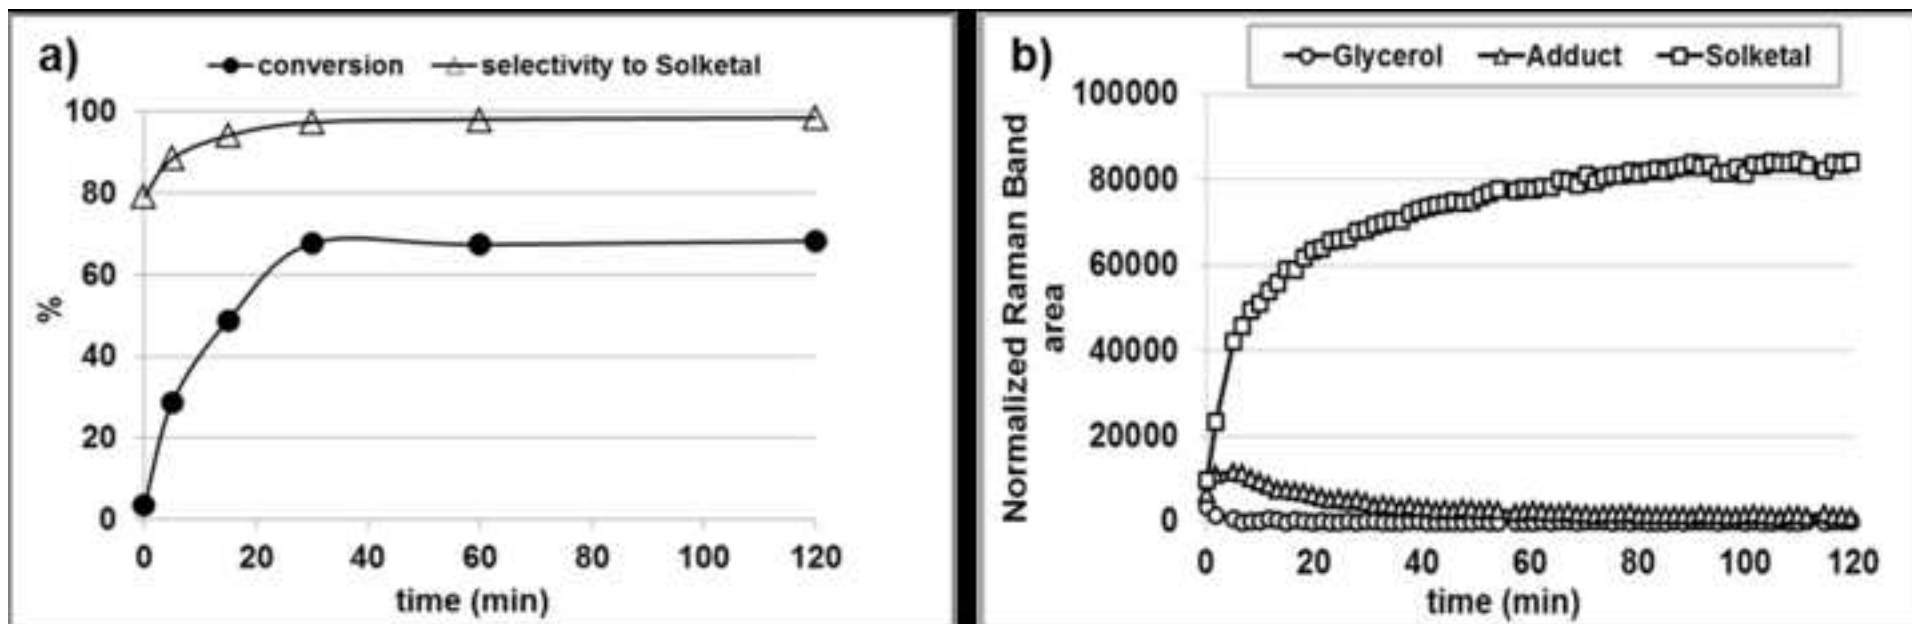 a)
conversion
selectivity to Solketal
100
80
60
40
20
0
%
0 20 40 60 80 100 120
time (min)
b)
Glycerol
Adduct
Solketal
Normalized Raman Band
area
100000
80000
60000
40000
20000
0
0 20 40 60 80 100 120
time (min)